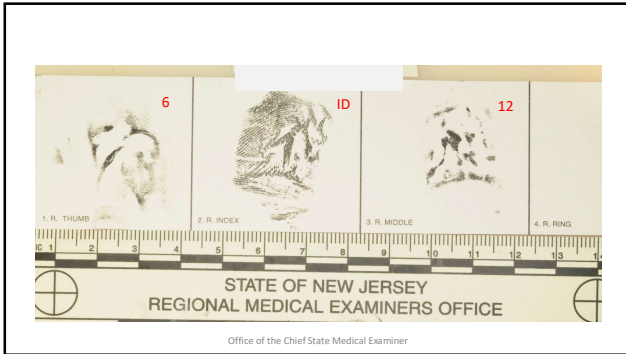 6
ID
12
1. R. THUMB
2. R. INDEX
3. R. MIDDLE
4. R. RING
1 2 3 4 5 6 7 8 9 10 11 12 13
STATE OF NEW JERSEY
REGIONAL MEDICAL EXAMINERS OFFICE
Office of the Chief State Medical Examiner